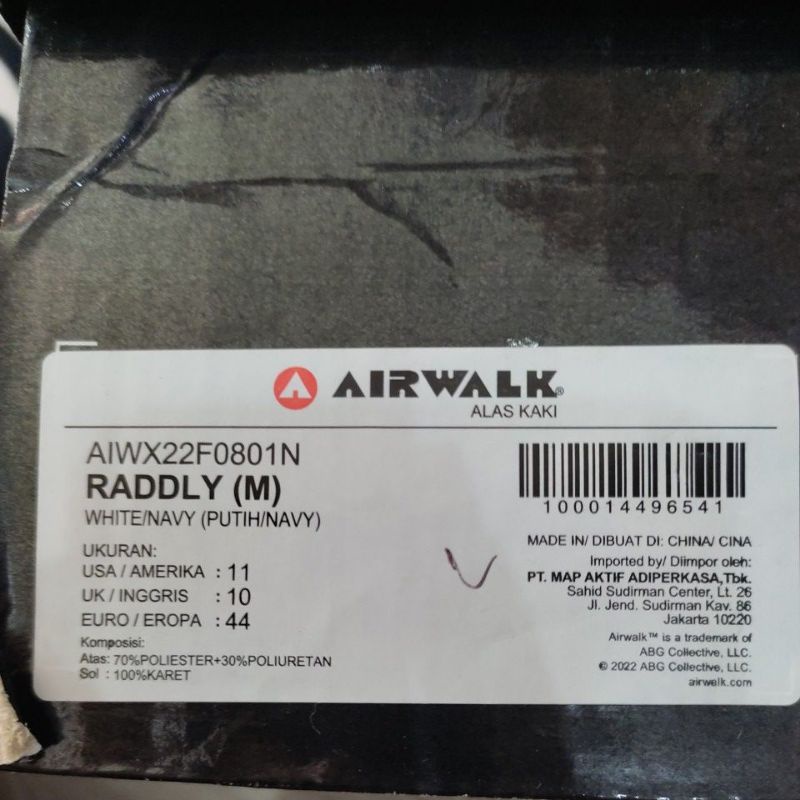 AIRWALK®
ALAS KAKI
AIWX22F0801N
RADDLY (M)
WHITE/NAVY (PUTIH/NAVY)
UKURAN:
USA / AMERIKA : 11
UK / INGGRIS : 10
EURO / EROPA : 44
Komposisi:
Atas: 70%POLIESTER+30%POLIURETAN
Sol : 100%KARET
100014496541
MADE IN/ DIBUAT DI: CHINA/ CINA
Imported by/ Diimpor oleh:
PT. MAP AKTIF ADIPERKASA,Tbk.
Sahid Sudirman Center, Lt. 26
Jl. Jend. Sudirman Kav. 86
Jakarta 10220
Airwalk™ is a trademark of
ABG Collective, LLC.
© 2022 ABG Collective, LLC.
airwalk.com